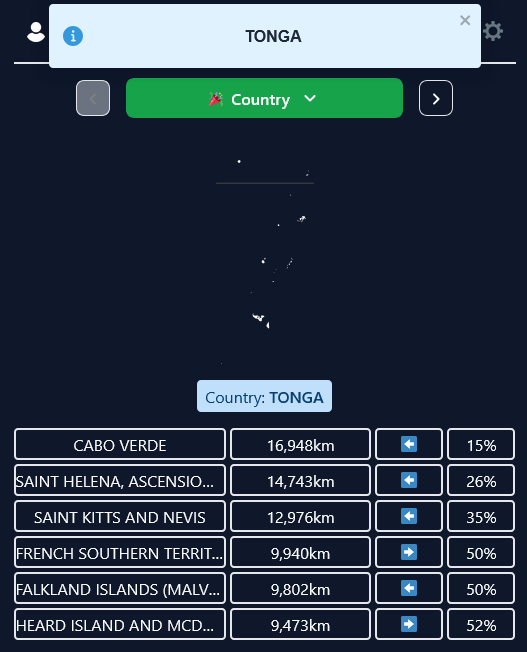 TONGA
Country
Country: TONGA
CABO VERDE 16,948km 15%
SAINT HELENA, ASCENSIO... 14,743km 26%
SAINT KITTS AND NEVIS 12,976km 35%
FRENCH SOUTHERN TERRIT... 9,940km 50%
FALKLAND ISLANDS (MALV... 9,802km 50%
HEARD ISLAND AND MCD... 9,473km 52%